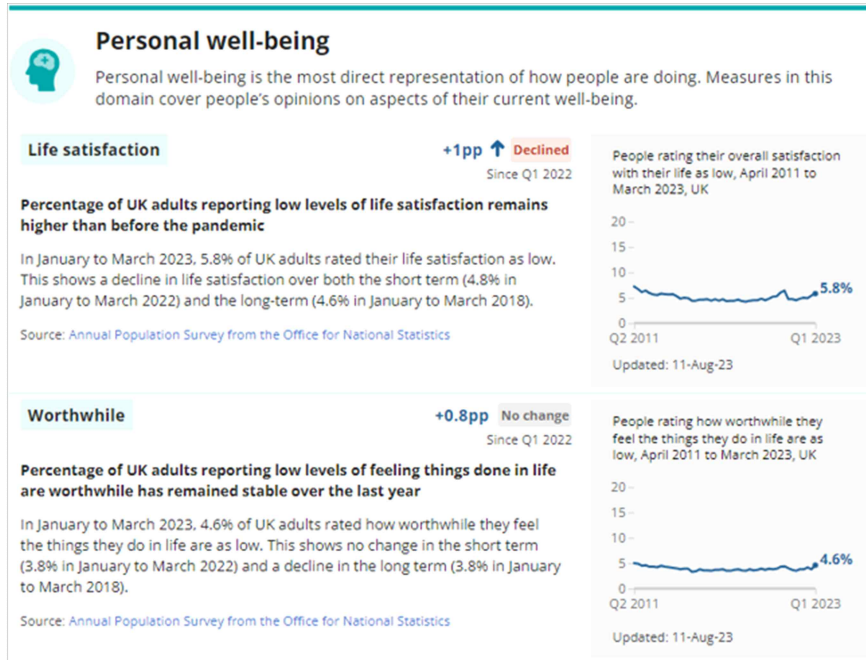 Personal well-being
Personal well-being is the most direct representation of how people are doing. Measures in this
domain cover people's opinions on aspects of their current well-being.
Life satisfaction
+1pp ↑ Declined
Since Q1 2022
Percentage of UK adults reporting low levels of life satisfaction remains
higher than before the pandemic
In January to March 2023, 5.8% of UK adults rated their life satisfaction as low.
This shows a decline in life satisfaction over both the short term (4.8% in
January to March 2022) and the long-term (4.6% in January to March 2018).
Source: Annual Population Survey from the Office for National Statistics
People rating their overall satisfaction
with their life as low, April 2011 to
March 2023, UK
20
15
10
5
0
5.8%
Q2 2011
Q1 2023
Updated: 11-Aug-23
Worthwhile
+0.8pp No change
Since Q1 2022
Percentage of UK adults reporting low levels of feeling things done in life
are worthwhile has remained stable over the last year
In January to March 2023, 4.6% of UK adults rated how worthwhile they feel
the things they do in life are as low. This shows no change in the short term
(3.8% in January to March 2022) and a decline in the long term (3.8% in January
to March 2018).
Source: Annual Population Survey from the Office for National Statistics
People rating how worthwhile they
feel the things they do in life are as
low, April 2011 to March 2023, UK
20
15
10
5
0
4.6%
Q2 2011
Q1 2023
Updated: 11-Aug-23